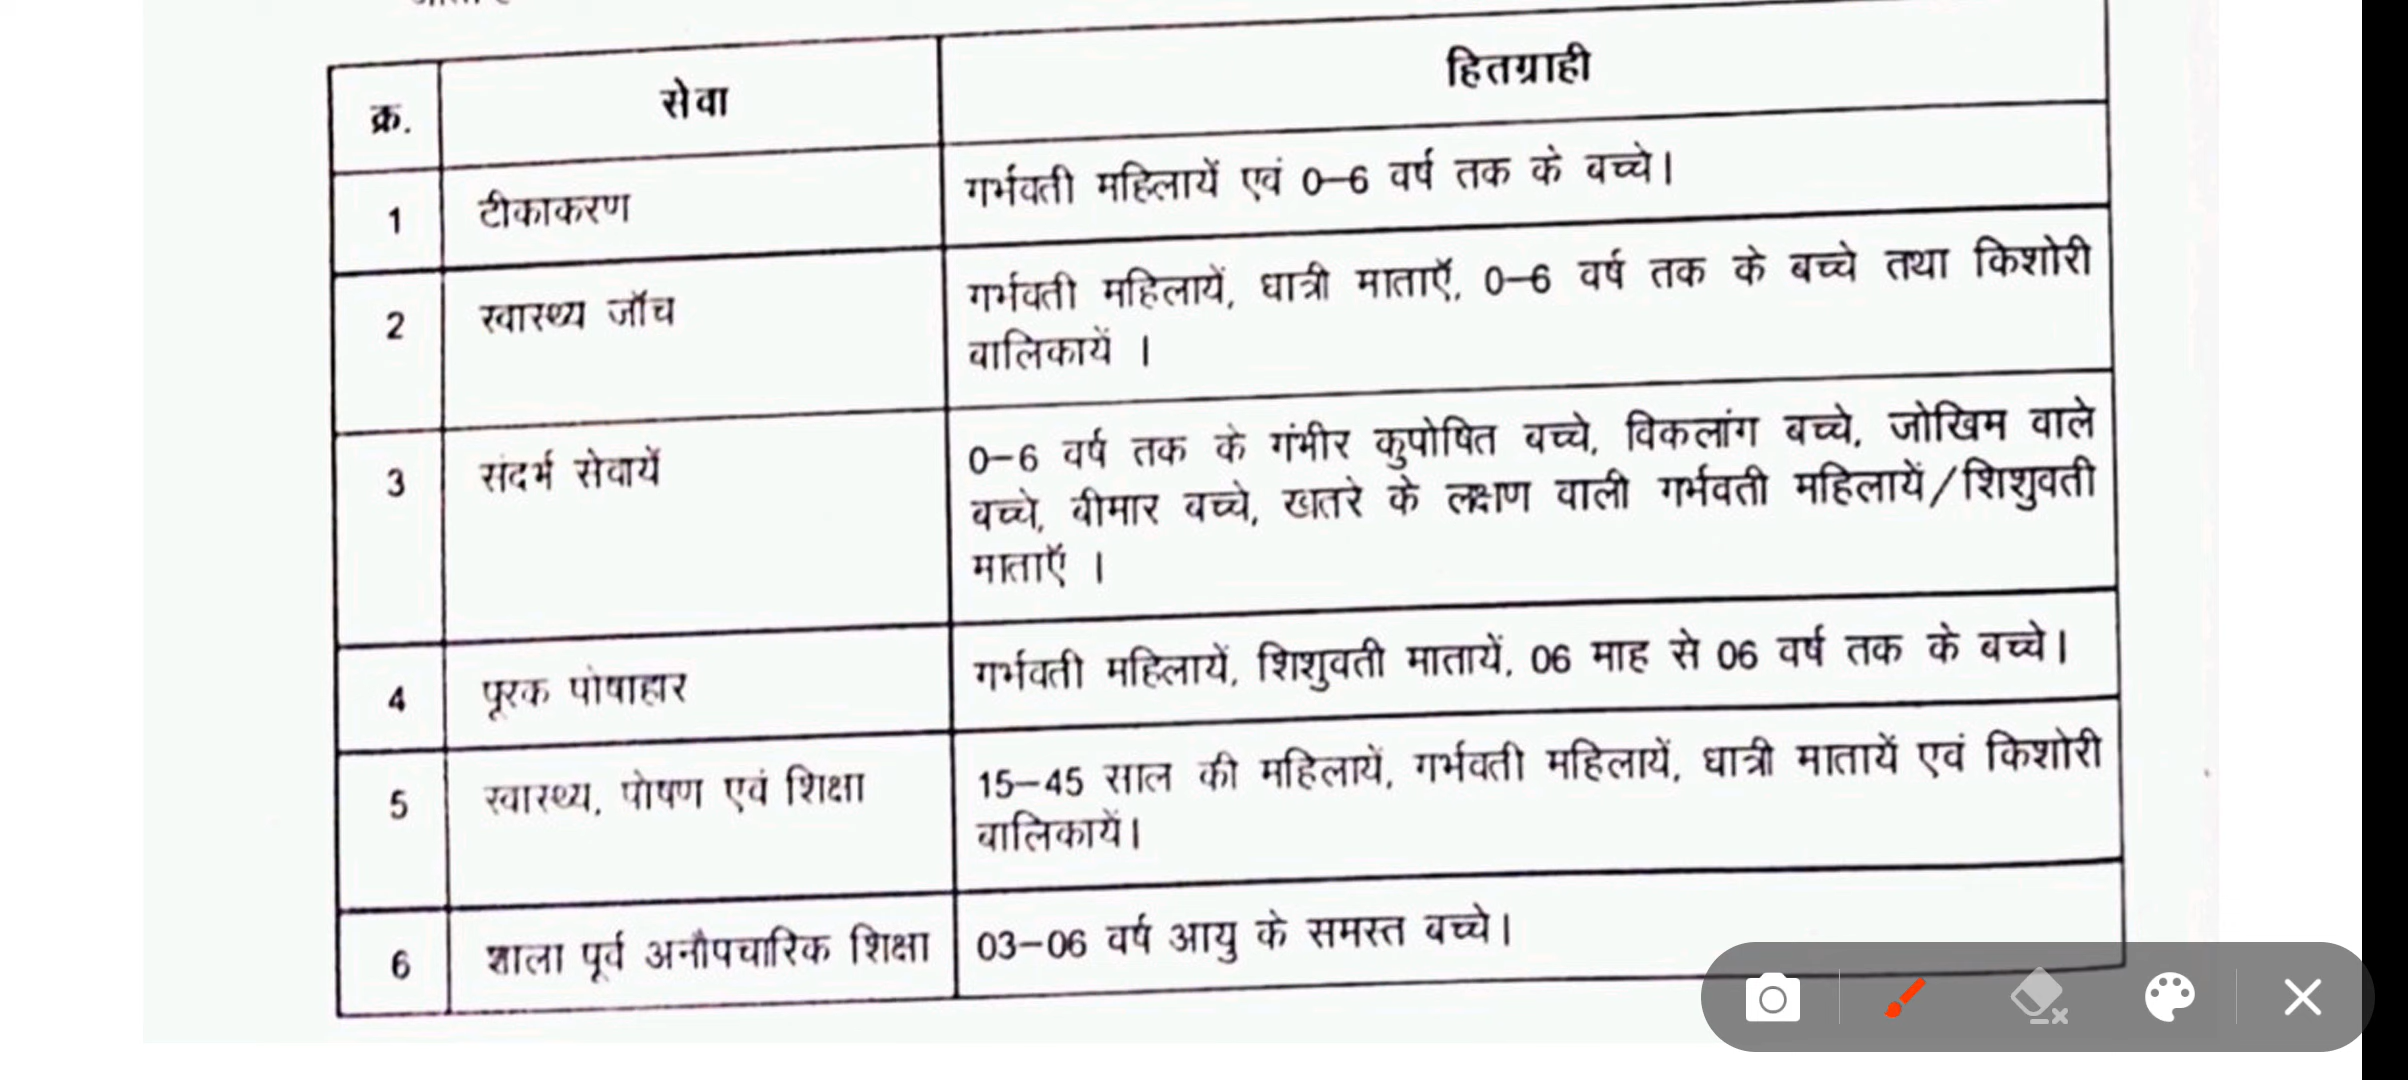 क्र.
सेवा
हितग्राही
1
टीकाकरण
गर्भवती महिलायें एवं 0–6 वर्ष तक के बच्चे।
2
स्वास्थ्य जॉच
गर्भवती महिलायें, धात्री माताऍ, 0–6 वर्ष तक के बच्चे तथा किशोरी
बालिकायें ।
3
संदर्भ सेवायें
0–6 वर्ष तक के गंभीर कुपोषित बच्चे, विकलांग बच्चे, जोखिम वाले
बच्चे, बीमार बच्चे, खतरे के लक्षण वाली गर्भवती महिलायें/शिशुवती
माताऍ ।
4
पूरक पोषाहार
गर्भवती महिलायें, शिशुवती मातायें, 06 माह से 06 वर्ष तक के बच्चे।
5
स्वास्थ्य, पोषण एवं शिक्षा
15–45 साल की महिलायें, गर्भवती महिलायें, धात्री मातायें एवं किशोरी
बालिकायें।
6
शाला पूर्व अनौपचारिक शिक्षा
03–06 वर्ष आयु के समस्त बच्चे।